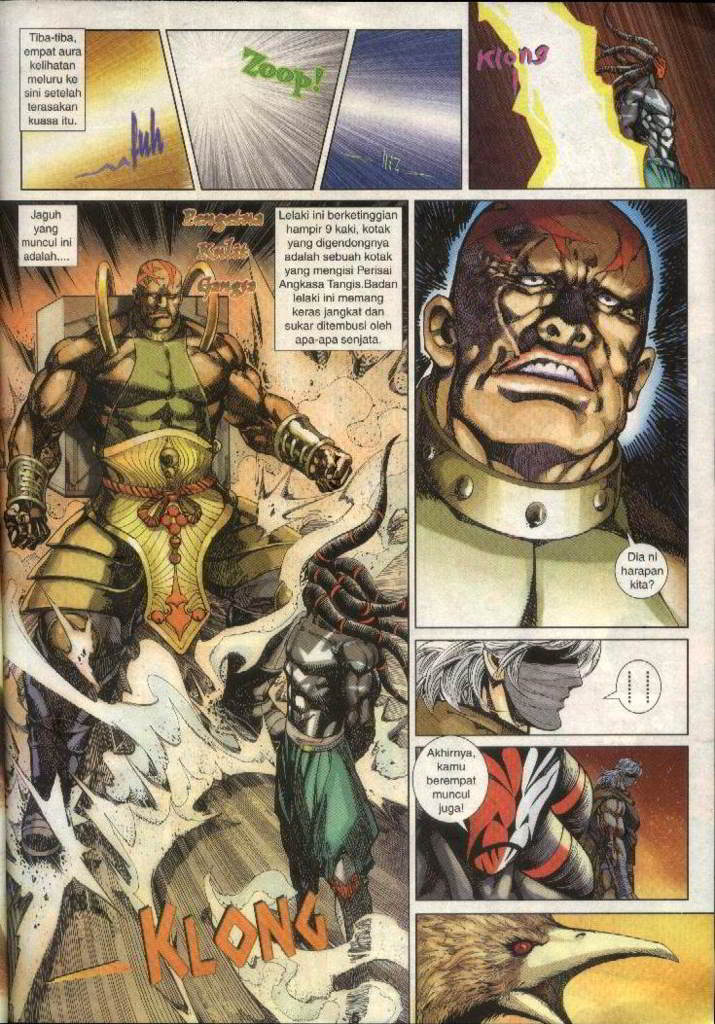 Tiba-tiba,
empat aura
kelihatan
meluru ke
sini setelah
terasakan
kuasa itu.
fuh
Zoop!
Klong
Jaguh
yang
muncul ini
adalah....
Lelaki ini berketinggian
hampir 9 kaki, kotak
yang digendongnya
adalah sebuah kotak
yang mengisi Perisai
Angkasa Tangis.Badan
lelaki ini memang
keras jangkat dan
sukar ditembusi oleh
apa-apa senjata.
Dia ni
harapan
kita?
Akhirnya,
kamu
berempat
muncul
juga!
KLONG